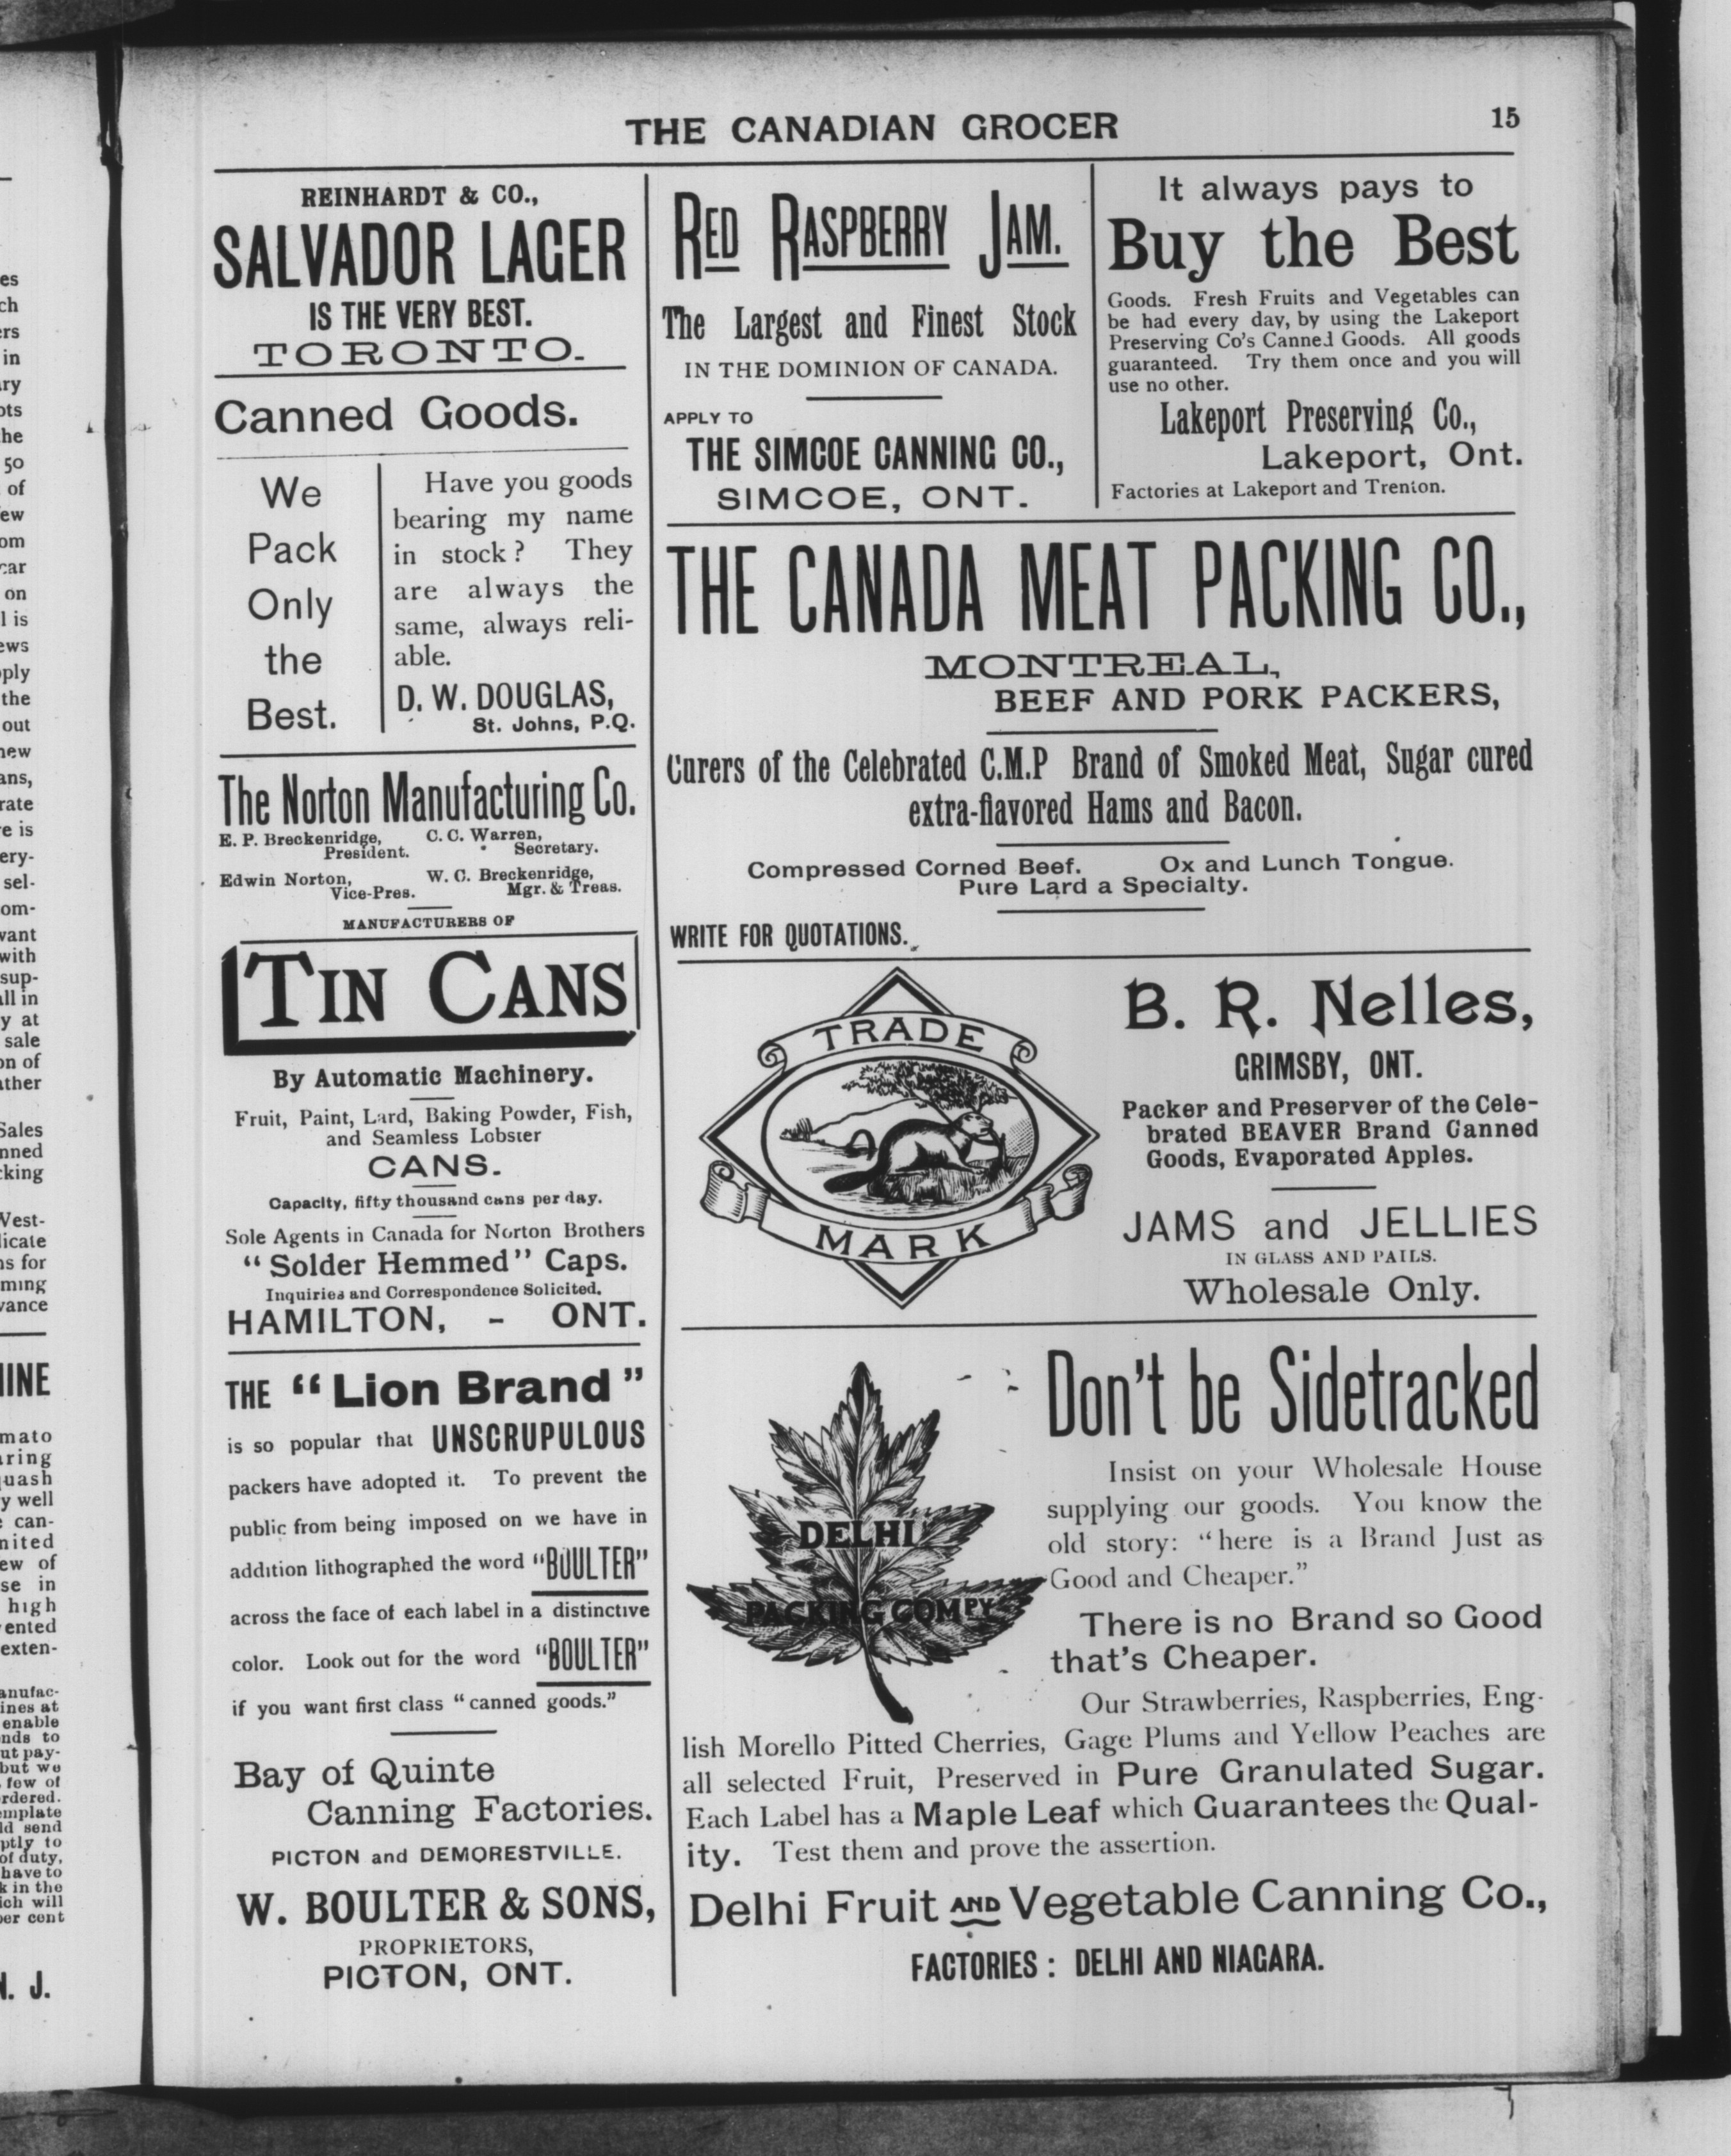 THE CANADIAN GROCER
15
REINHARDT & CO.,
SALVADOR LAGER
IS THE VERY BEST.
TORONTO.
Canned Goods.
We
Pack
Only
the
Best.
Have you goods
bearing my name
in stock? They
are always the
same, always reli-
able.
D. W. DOUGLAS,
St. Johns, P.Q.
The Norton Manufacturing Co.
E. P. Breckenridge,
President.
C. C. Warren,
Secretary.
Edwin Norton,
Vice-Pres.
W. C. Breckenridge,
Mgr. & Treas.
MANUFACTURERS OF
TIN CANS
By Automatic Machinery.
Fruit, Paint, Lard, Baking Powder, Fish,
and Seamless Lobster
CANS.
Capacity, fifty thousand cans per day.
Sole Agents in Canada for Norton Brothers
"Solder Hemmed" Caps.
Inquiries and Correspondence Solicited.
HAMILTON, - ONT.
THE "Lion Brand"
is so popular that UNSCRUPULOUS
packers have adopted it. To prevent the
public from being imposed on we have in
addition lithographed the word "BOULTER"
across the face of each label in a distinctive
color. Look out for the word "BOULTER"
if you want first class "canned goods."
Bay of Quinte
Canning Factories.
PICTON and DEMORESTVILLE.
W. BOULTER & SONS,
PROPRIETORS,
PICTON, ONT.
RED RASPBERRY JAM.
The Largest and Finest Stock
IN THE DOMINION OF CANADA.
APPLY TO
THE SIMCOE CANNING CO.,
SIMCOE, ONT.
It always pays to
Buy the Best
Goods. Fresh Fruits and Vegetables can
be had every day, by using the Lakeport
Preserving Co's Canned Goods. All goods
guaranteed. Try them once and you will
use no other.
Lakeport Preserving Co.,
Lakeport, Ont.
Factories at Lakeport and Trenton.
THE CANADA MEAT PACKING CO.,
MONTREAL,
BEEF AND PORK PACKERS,
Curers of the Celebrated C.M.P Brand of Smoked Meat, Sugar cured
extra-flavored Hams and Bacon.
Compressed Corned Beef. Ox and Lunch Tongue.
Pure Lard a Specialty.
WRITE FOR QUOTATIONS.
TRADE
MARK
B. R. Nelles,
GRIMSBY, ONT.
Packer and Preserver of the Cele-
brated BEAVER Brand Canned
Goods, Evaporated Apples.
JAMS and JELLIES
IN GLASS AND PAILS.
Wholesale Only.
DELHI
PACKING COMPY
Don't be Sidetracked
Insist on your Wholesale House
supplying our goods. You know the
old story: "here is a Brand Just as
Good and Cheaper."
There is no Brand so Good
that's Cheaper.
Our Strawberries, Raspberries, Eng-
lish Morello Pitted Cherries, Gage Plums and Yellow Peaches are
all selected Fruit, Preserved in Pure Granulated Sugar.
Each Label has a Maple Leaf which Guarantees the Qual-
ity. Test them and prove the assertion.
Delhi Fruit AND Vegetable Canning Co.,
FACTORIES: DELHI AND NIAGARA.